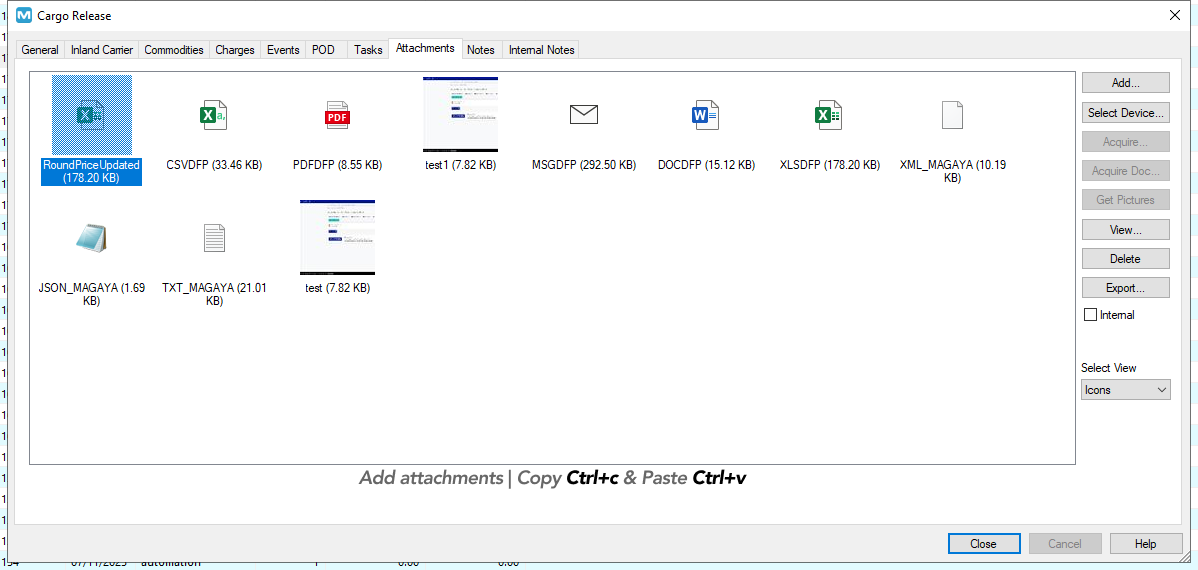 Cargo Release
General Inland Carrier Commodities Charges Events POD Tasks Attachments Notes Internal Notes
RoundPriceUpdated (178.20 KB)
CSVDFP (33.46 KB)
PDFDFP (8.55 KB)
test1 (7.82 KB)
MSGDFP (292.50 KB)
DOCDFP (15.12 KB)
XLSDFP (178.20 KB)
XML_MAGAYA (10.19
KB)
JSON_MAGAYA (1.69
KB)
TXT_MAGAYA (21.01
KB)
test (7.82 KB)
Add...
Select Device...
Acquire...
Acquire Doc...
Get Pictures
View...
Delete
Export...
Internal
Select View
Icons
Add attachments | Copy Ctrl+c & Paste Ctrl+v
Close Cancel Help